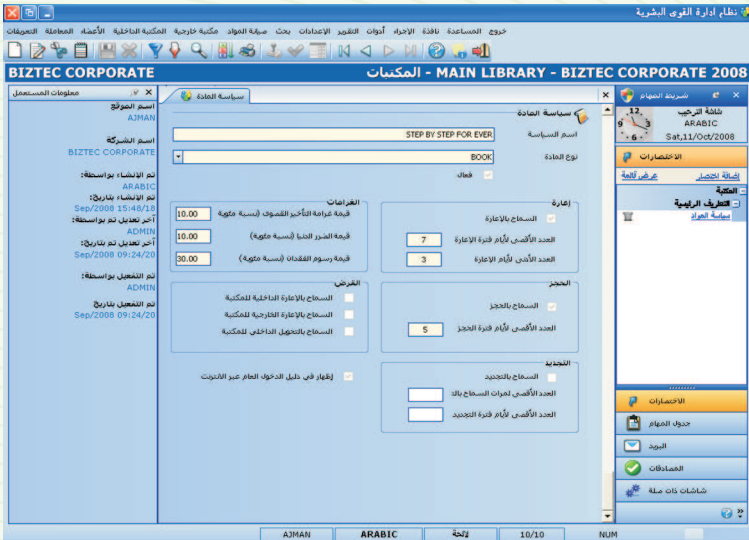 نظام ادارة القوى البشرية
خروج المساعدة نافذة الإجراء أدوات التقرير الإعدادات بحث صيانة المواد مكتبة خارجية المكتبة الداخلية الأعضاء المعاملة التعريفات
BIZTEC CORPORATE
المكتبات - MAIN LIBRARY - BIZTEC CORPORATE 2008
شريط المهام
شاشة الترحيب
ARABIC
Sat,11/Oct/2008
12
3
6
9
الاختصارات
إضافة اختصار
عرض قائمة
المكتبة
التعاريف الرئيسية
سياسة المواد
الاختصارات
جدول المهام
البريد
المصادقات
شاشات ذات صلة
سياسة المادة
سياسة المادة
اسم السياسة
STEP BY STEP FOR EVER
نوع المادة
BOOK
فعال
إعارة
السماح بالإعارة
العدد الأقصى لأيام فترة الإعارة
7
العدد الأدنى لأيام الإعارة
3
الحجز
السماح بالحجز
العدد الأقصى لأيام فترة الحجز
5
التجديد
السماح بالتجديد
العدد الأقصى لمرات السماح بالت
العدد الأقصى لأيام فترة التجديد
الغرامات
قيمة غرامة التأخير القصوى (نسبة مئوية
10.00
قيمة الضرر الدنيا (نسبة مئوية)
10.00
قيمة رسوم الفقدان (نسبة مئوية)
30.00
الغرض
السماح بالإعارة الداخلية للمكتبة
السماح بالإعارة الخارجية للمكتبة
السماح بالتحويل الداخلي للمكتبة
إظهار في دليل الدخول العام عبر الانترنت
معلومات المستعمل
اسم الموقع
AJMAN
اسم الشركة
BIZTEC CORPORATE
تم الإنشاء بواسطة:
ARABIC
تم الإنشاء بتاريخ:
Sep/2008 15:48/18
آخر تعديل تم بواسطة:
ADMIN
آخر تعديل تم بتاريخ:
Sep/2008 09:24/20
تم التفعيل بواسطة:
ADMIN
تم التفعيل بتاريخ
Sep/2008 09:24/20
AJMAN
ARABIC
لائحة
10/10
NUM